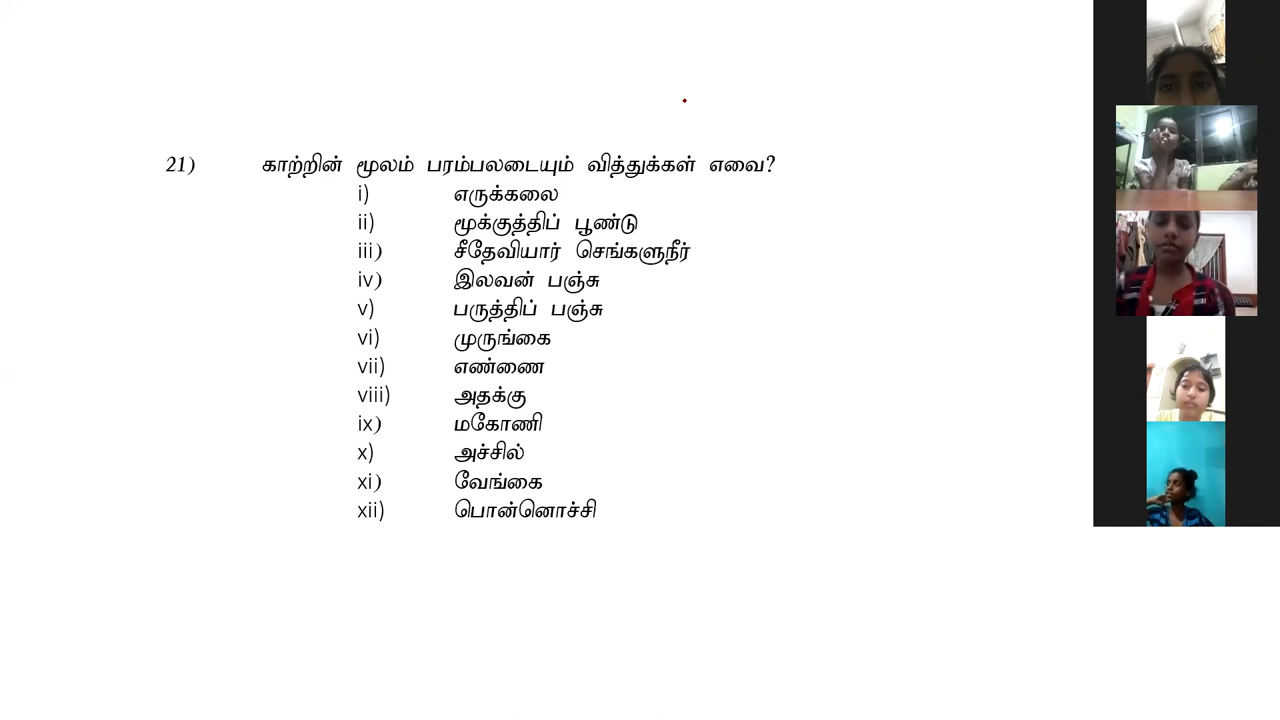 21) காற்றின் மூலம் பரம்பலடையும் வித்துக்கள் எவை?
i) எருக்கலை
ii) மூக்குத்திப் பூண்டு
iii) சீதேவியார் செங்களுநீர்
iv) இலவன் பஞ்சு
v) பருத்திப் பஞ்சு
vi) முருங்கை
vii) எண்ணை
viii) அதக்கு
ix) மகோணி
x) அச்சில்
xi) வேங்கை
xii) பொன்னொச்சி